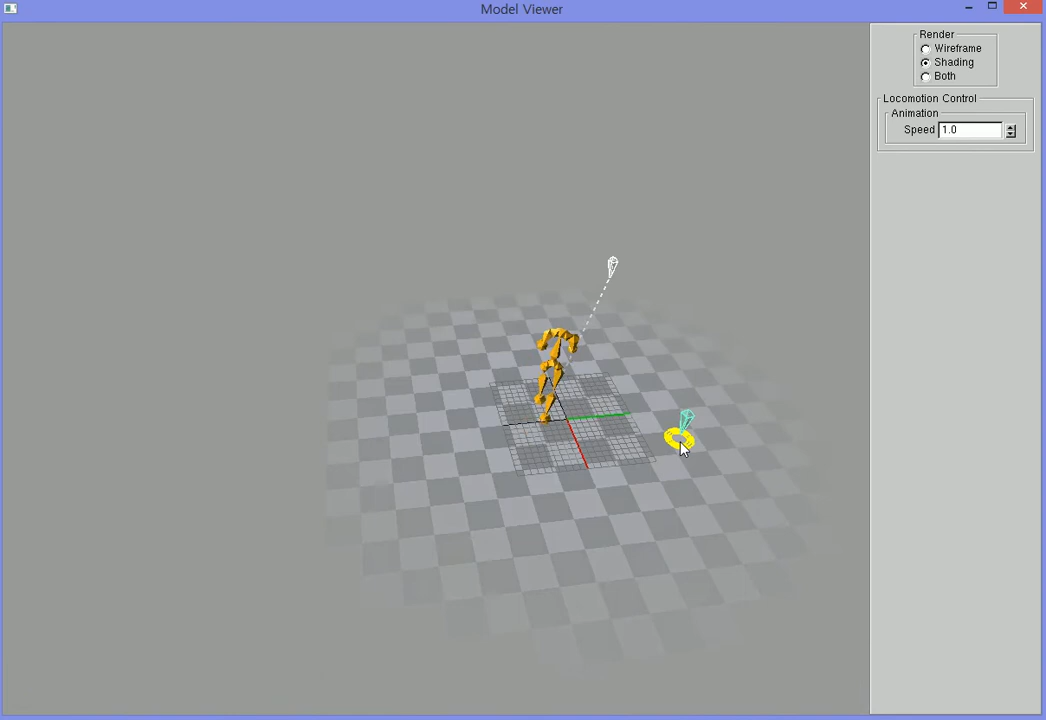 Model Viewer
Render
Wireframe
Shading
Both
Locomotion Control
Animation
Speed 1.0